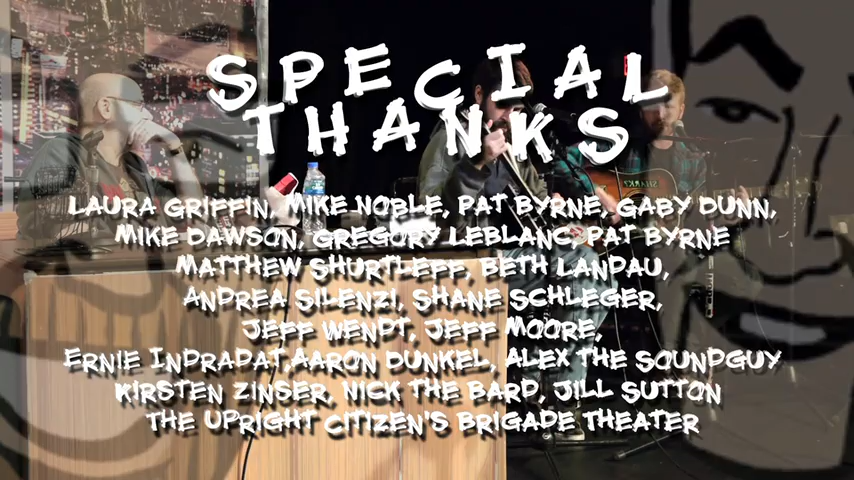 SPECIAL
THANKS
LAURA GRIFFIN, MIKE NOBLE, PAT BYRNE, GABY DUNN,
MIKE DAWSON, GREGORY LEBLANC, PAT BYRNE
MATTHEW SHURTLEFF, BETH LANDAU,
ANDREA SILENZI, SHANE SCHLEGER,
JEFF WENDT, JEFF MOORE,
ERNIE INDRADAT,AARON DUNKEL, ALEX THE SOUNDGUY
KIRSTEN ZINSER, NICK THE BARD, JILL SUTTON
THE UPRIGHT CITIZEN'S BRIGADE THEATER